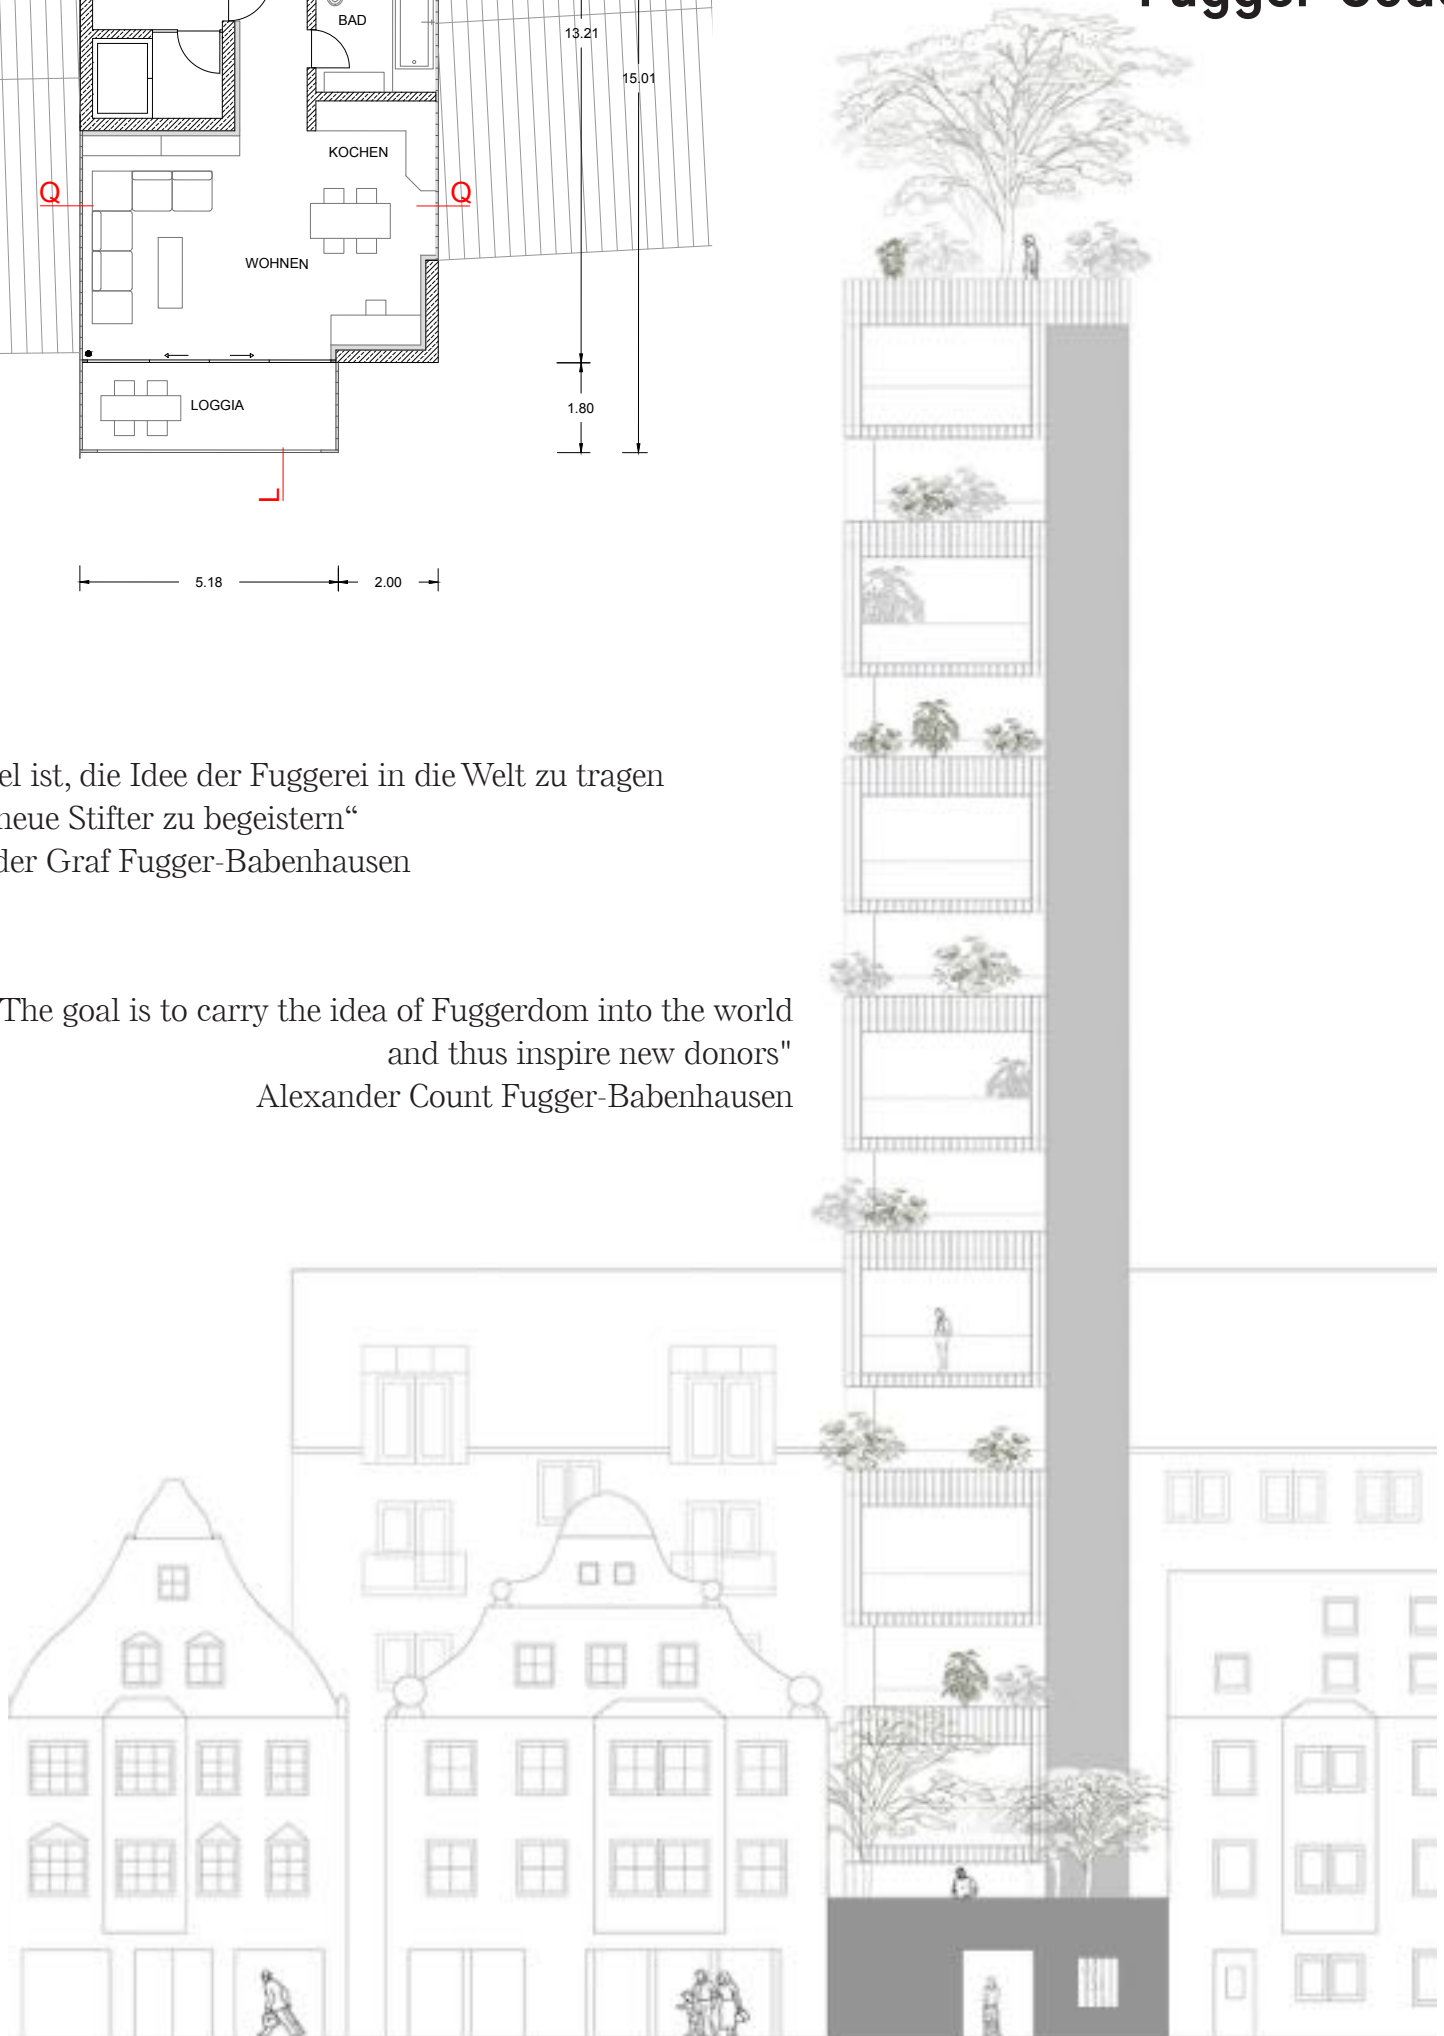 BAD
13.21
15.01
KOCHEN
Q
Q
WOHNEN
LOGGIA
1.80
L
5.18
2.00
el ist, die Idee der Fuggerei in die Welt zu tragen
neue Stifter zu begeistern“
der Graf Fugger-Babenhausen
The goal is to carry the idea of Fuggerdom into the world
and thus inspire new donors"
Alexander Count Fugger-Babenhausen